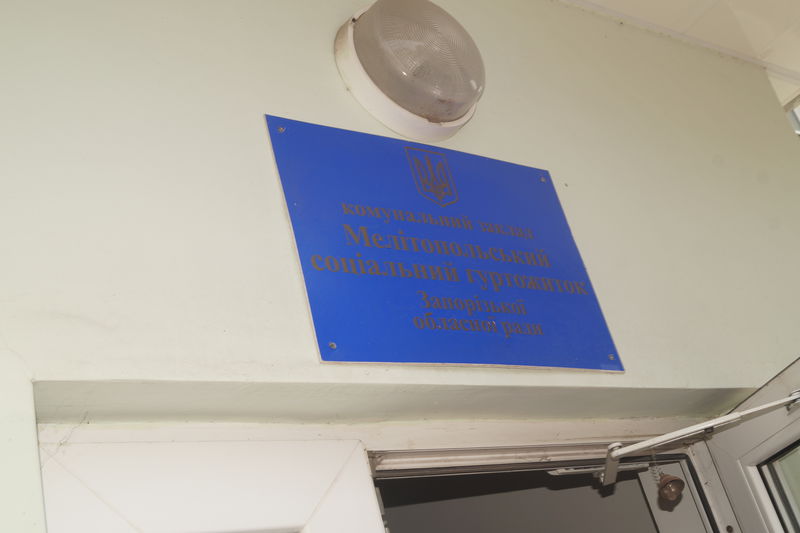 комунальний заклад
Мелітопольський
соціальний гуртожиток
Запорізької
обласної ради